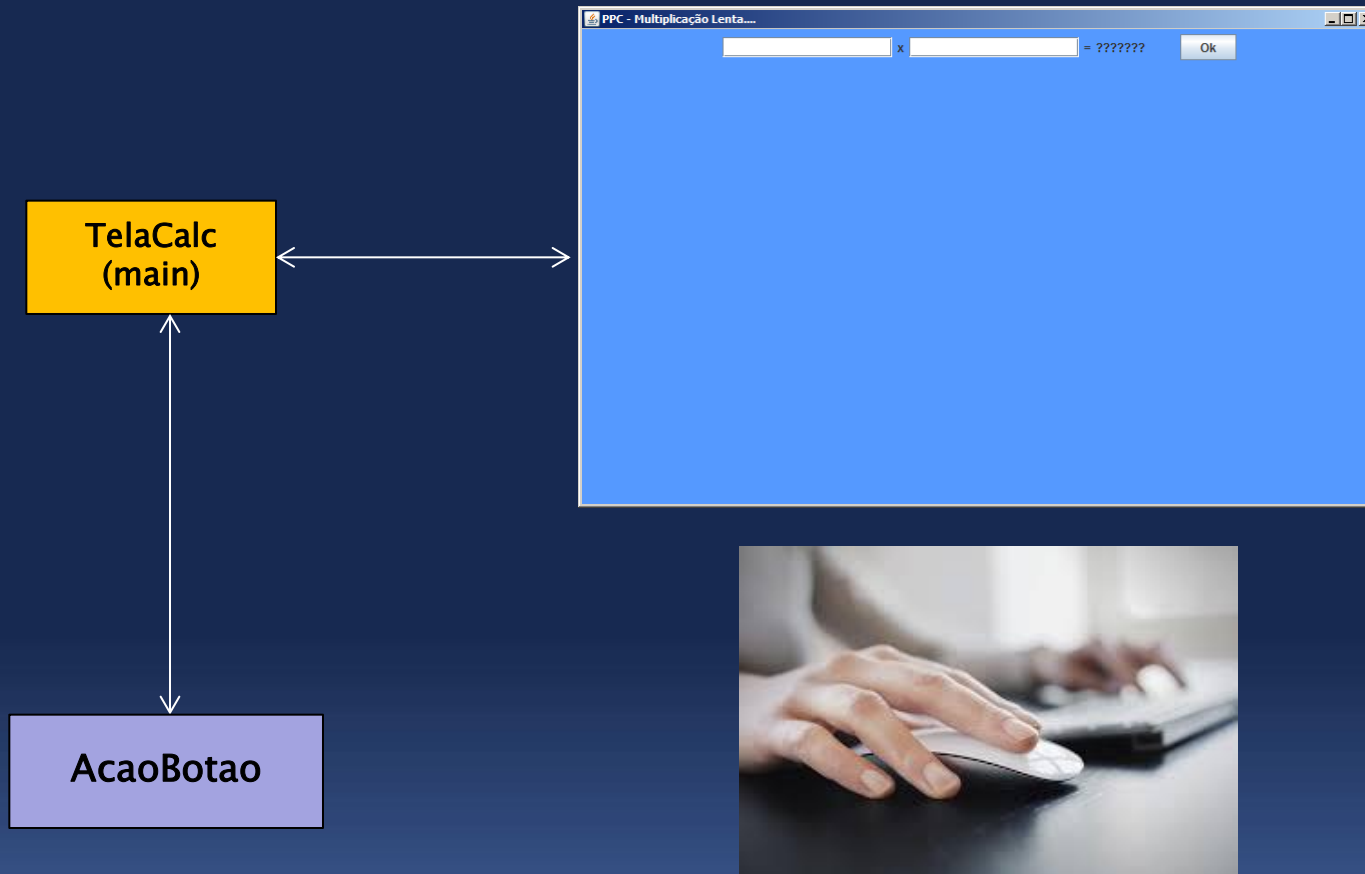 PPC - Multiplicação Lenta....
x = ??????? Ok
TelaCalc
(main)
AcaoBotao